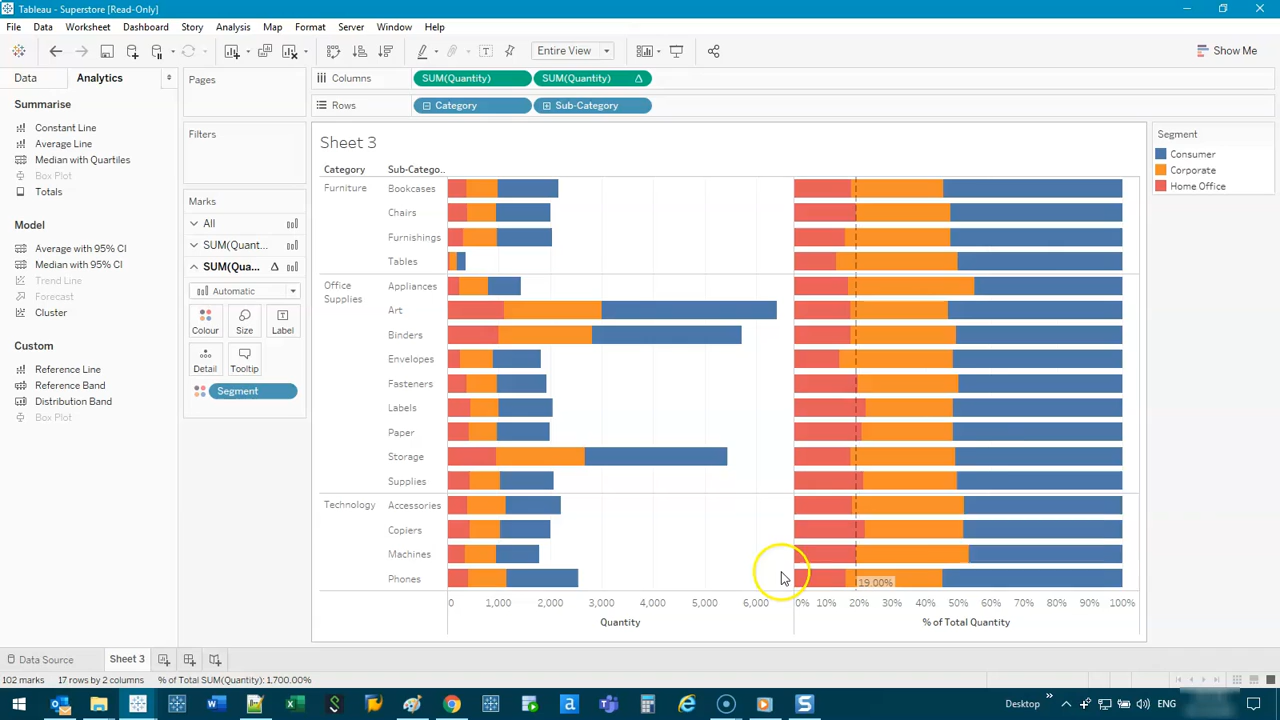 Tableau - Superstore [Read-Only]
File Data Worksheet Dashboard Story Analysis Map Format Server Window Help
Entire View
Show Me
Data Analytics
Pages
Columns SUM(Quantity) SUM(Quantity)
Rows Category Sub-Category
Summarise
Constant Line
Average Line
Median with Quartiles
Box Plot
Totals
Model
Average with 95% CI
Median with 95% CI
Trend Line
Forecast
Cluster
Custom
Reference Line
Reference Band
Distribution Band
Box Plot
Filters
Marks
All
SUM(Quant...
SUM(Qua...
Automatic
Colour Size Label
Detail Tooltip
Segment
Sheet 3
Category Sub-Catego..
Furniture Bookcases
Chairs
Furnishings
Tables
Office Supplies Appliances
Art
Binders
Envelopes
Fasteners
Labels
Paper
Storage
Supplies
Technology Accessories
Copiers
Machines
Phones
19.00%
0 1,000 2,000 3,000 4,000 5,000 6,000
0% 10% 20% 30% 40% 50% 60% 70% 80% 90% 100%
Quantity
% of Total Quantity
Segment
Consumer
Corporate
Home Office
Data Source Sheet 3
102 marks 17 rows by 2 columns % of Total SUM(Quantity): 1,700.00%
Desktop
ENG